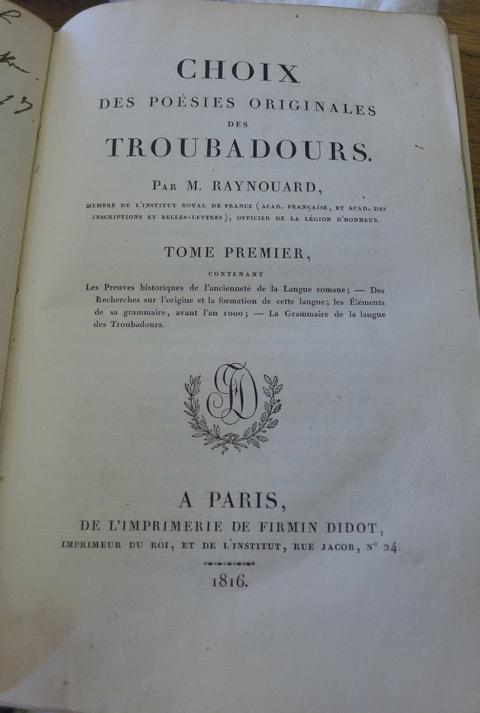 CHOIX
DES POÉSIES ORIGINALES
DES
TROUBADOURS.
PAR M. RAYNOUARD,
MEMBRE DE L'INSTITUT ROYAL DE FRANCE (ACAD. FRANÇAISE, ET ACAD. DES
INSCRIPTIONS ET BELLES-LETTRES), OFFICIER DE LA LÉGION D'HONNEUR.
TOME PREMIER,
CONTENANT
Les Preuves historiques de l'ancienneté de la Langue romane; — Des
Recherches sur l'origine et la formation de cette langue; les Éléments
de sa grammaire, avant l'an 1000; — La Grammaire de la langue
des Troubadours.
A PARIS,
DE L'IMPRIMERIE DE FIRMIN DIDOT,
IMPRIMEUR DU ROI, ET DE L'INSTITUT, RUE JACOB, N° 24.
1816.